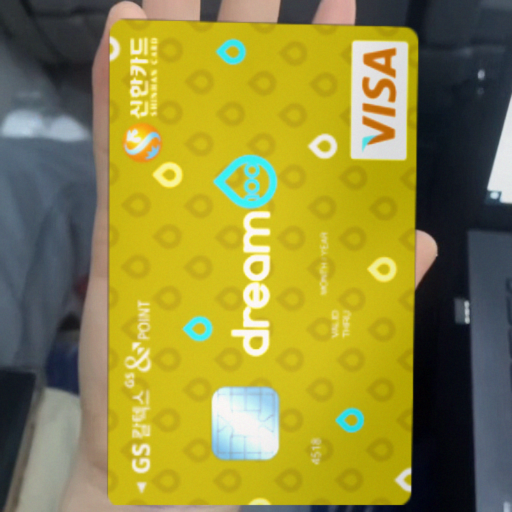 신한카드
SHINHAN CARD
VISA
dream
MONTH - YEAR
VALID
THRU
4518
GS 칼텍스 GS& POINT